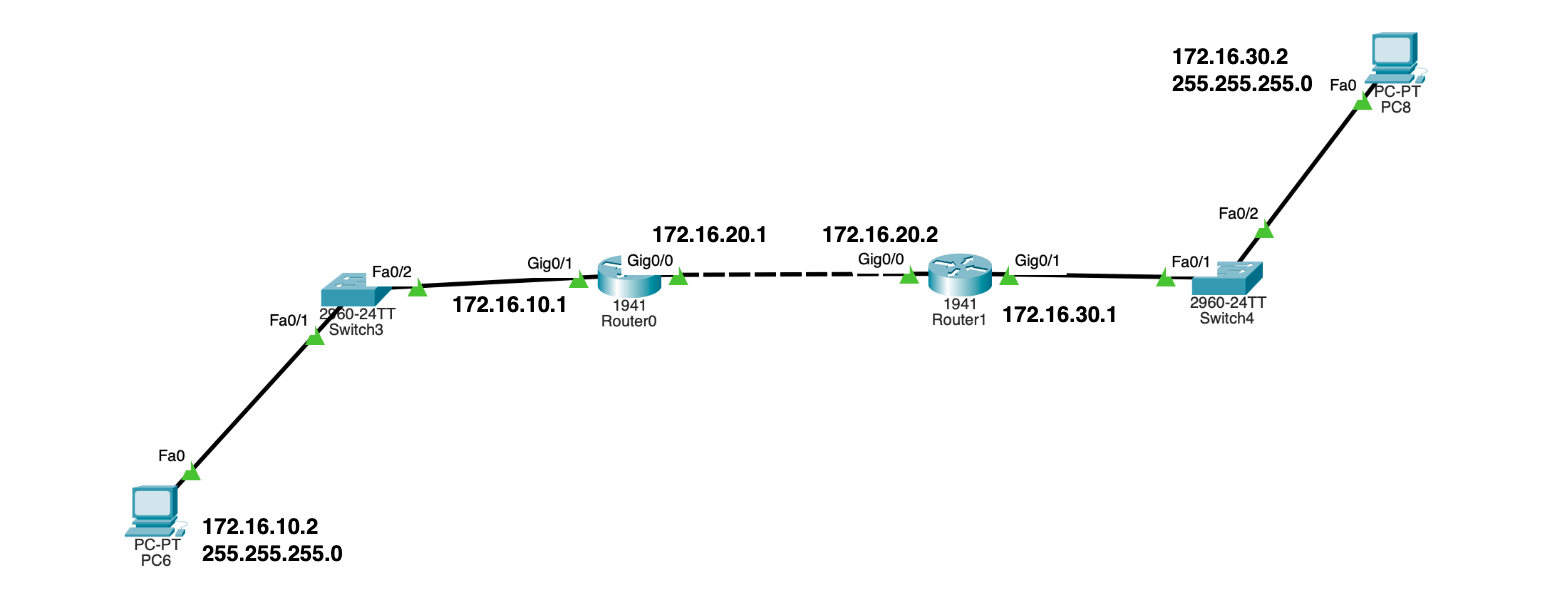 172.16.30.2
255.255.255.0
Fa0
PC-PT
PC8
Fa0/2
172.16.20.1
172.16.20.2
Fa0/2
Gig0/1
Gig0/0
Gig0/0
Gig0/1
Fa0/1
172.16.10.1
1941
Router0
1941
Router1
172.16.30.1
2960-24TT
Switch4
Fa0/1
2960-24TT
Switch3
Fa0
172.16.10.2
255.255.255.0
PC-PT
PC6